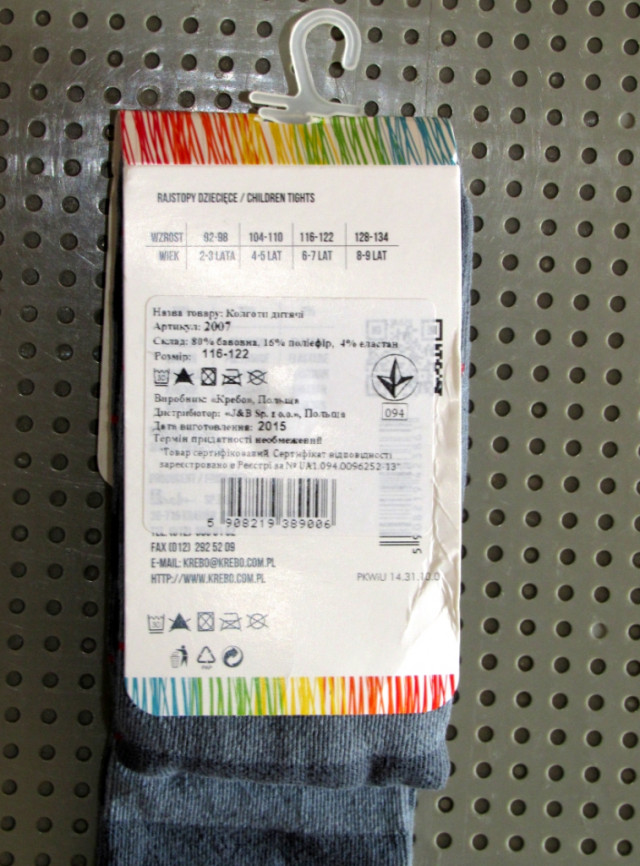 RAJSTOPY DZIECIĘCE / CHILDREN TIGHTS
WZROST 92-98 104-110 116-122 128-134
WIEK 2-3 LATA 4-5 LAT 6-7 LAT 8-9 LAT
Назва товару: Колготи дитячі
Артикул: 2007
Склад: 80% бавовна, 16% поліефір, 4% еластан
Розмір: 116-122
Виробник: «Кребо», Польща
Дистрибютор: «J&B Sp. z o.o.», Польща
094
Дата виготовлення: 2015
Термін придатності необмежений
"Товар сертифікований. Сертифікат відповідності
зареєстровано в Реєстрі за № UA1.094.0096252-13"
5 908219 389006
FAX (012) 292 52 09
E-MAIL: KREBO@KREBO.COM.PL
HTTP://WWW.KREBO.COM.PL
PKWiU 14.31.10.0
PAP